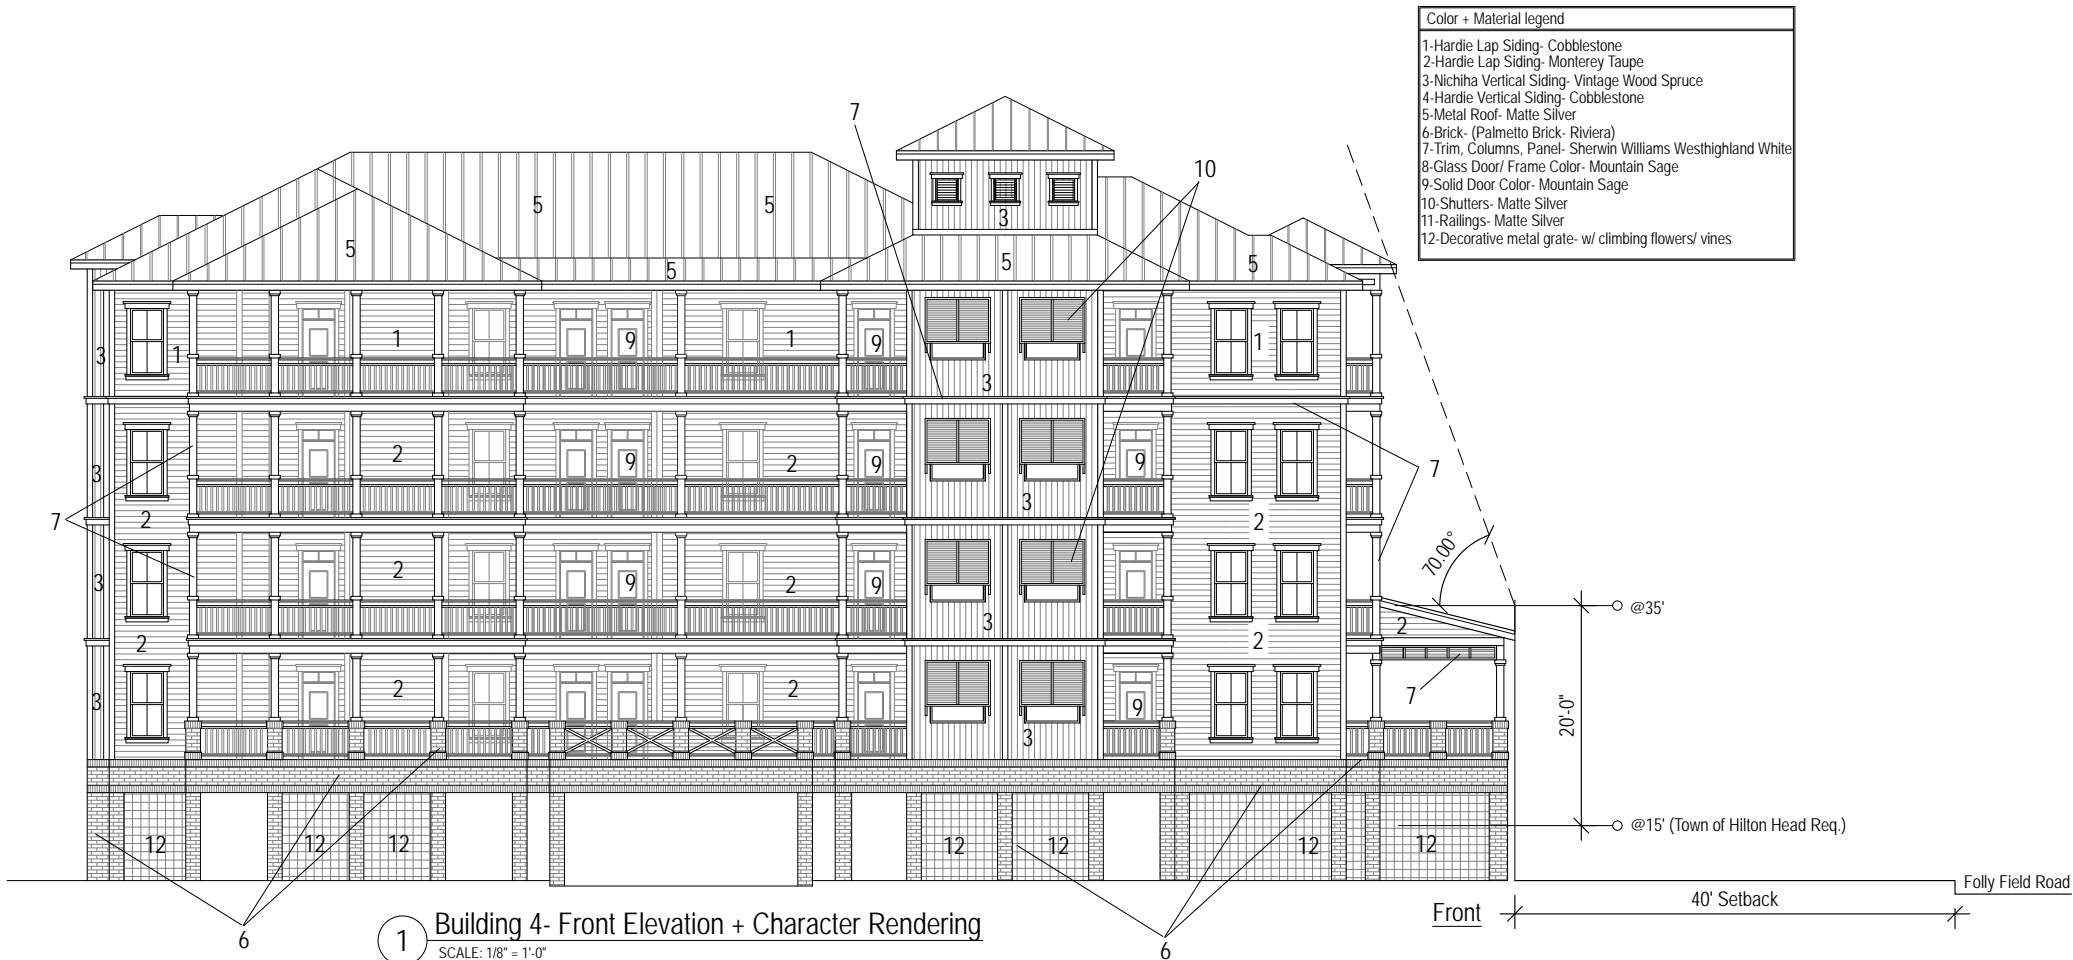 Color + Material legend
1-Hardie Lap Siding- Cobblestone
2-Hardie Lap Siding- Monterey Taupe
3-Nichiha Vertical Siding- Vintage Wood Spruce
4-Hardie Vertical Siding- Cobblestone
5-Metal Roof- Matte Silver
6-Brick- (Palmetto Brick- Riviera)
7-Trim, Columns, Panel- Sherwin Williams Westhighland White
8-Glass Door/ Frame Color- Mountain Sage
9-Solid Door Color- Mountain Sage
10-Shutters- Matte Silver
11-Railings- Matte Silver
12-Decorative metal grate- w/ climbing flowers/ vines
7
10
5 5 3
5 5 5 5
3 1 1 9 1 9 3 1
3 2 9 2 9 3 9 7
7 2 2
70.00°
3 2 9 2 9 3
@35'
2 2 2
3 2 2 9 3 7
20'-0"
@15' (Town of Hilton Head Req.)
12 12 12 12 12 12 12
Folly Field Road
40' Setback
Front
6 6
1
Building 4- Front Elevation + Character Rendering
SCALE: 1/8" = 1'-0"